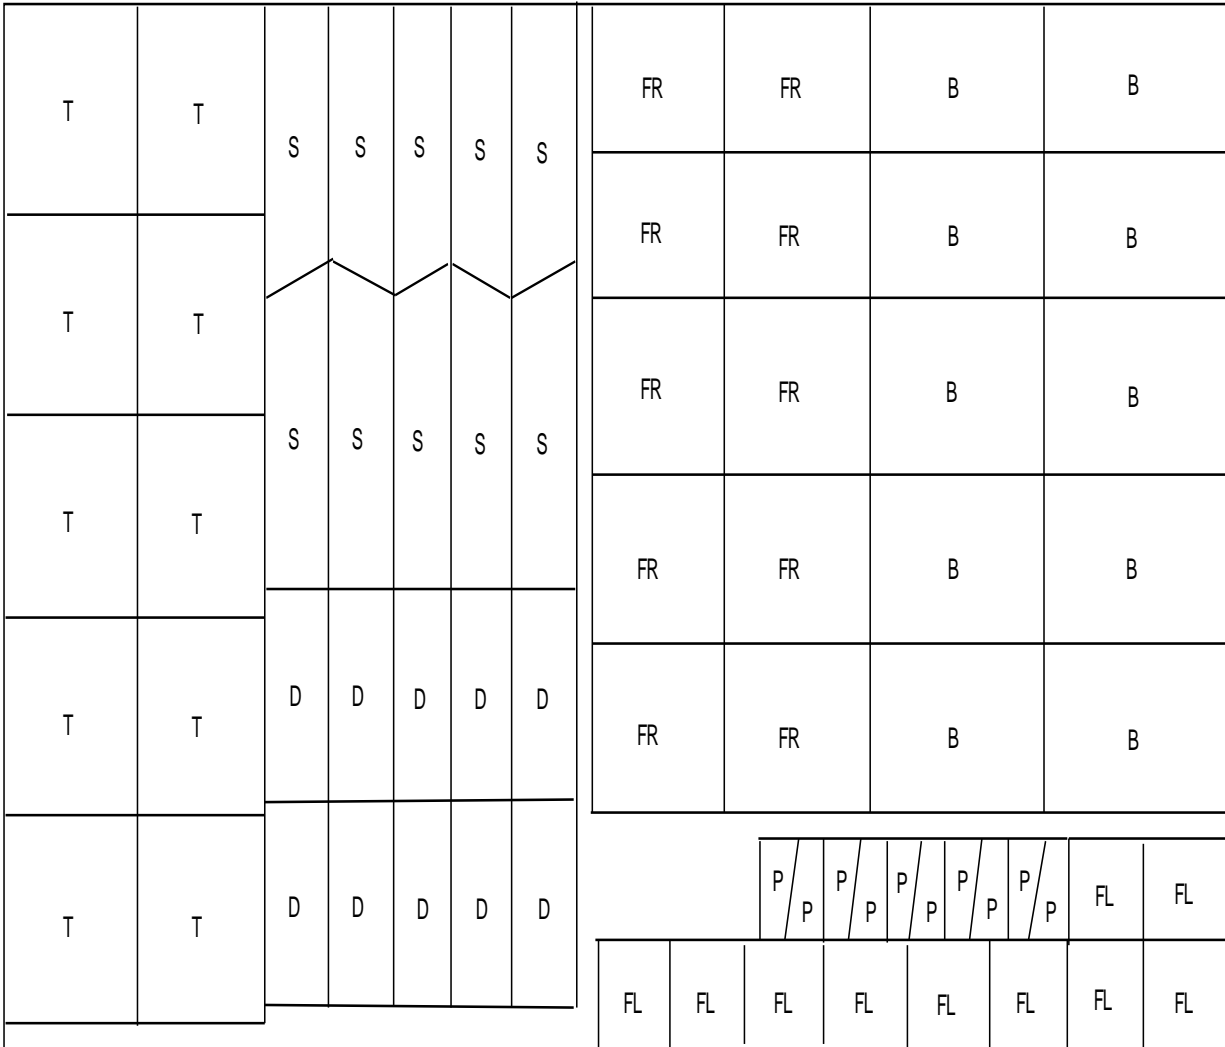 T T S S S S S FR FR B B
FR FR B B
T T
S S S S S FR FR B B
T T
FR FR B B
T T D D D D D FR FR B B
P P P P P P P P P P FL FL
T T D D D D D
FL FL FL FL FL FL FL FL